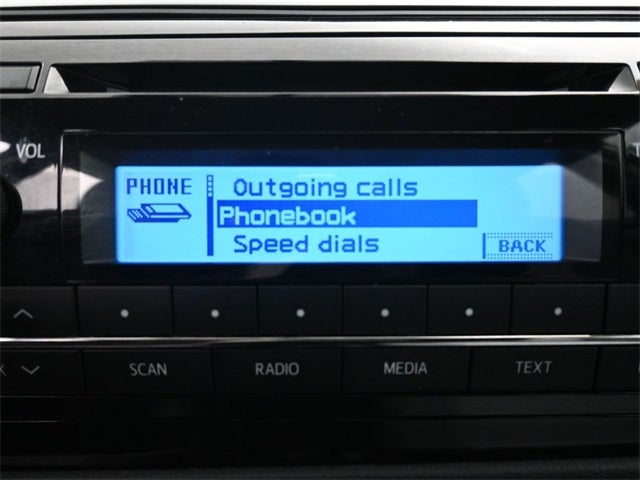 VOL
T
PHONE
Outgoing calls
Phonebook
Speed dials
BACK
SCAN
RADIO
MEDIA
TEXT